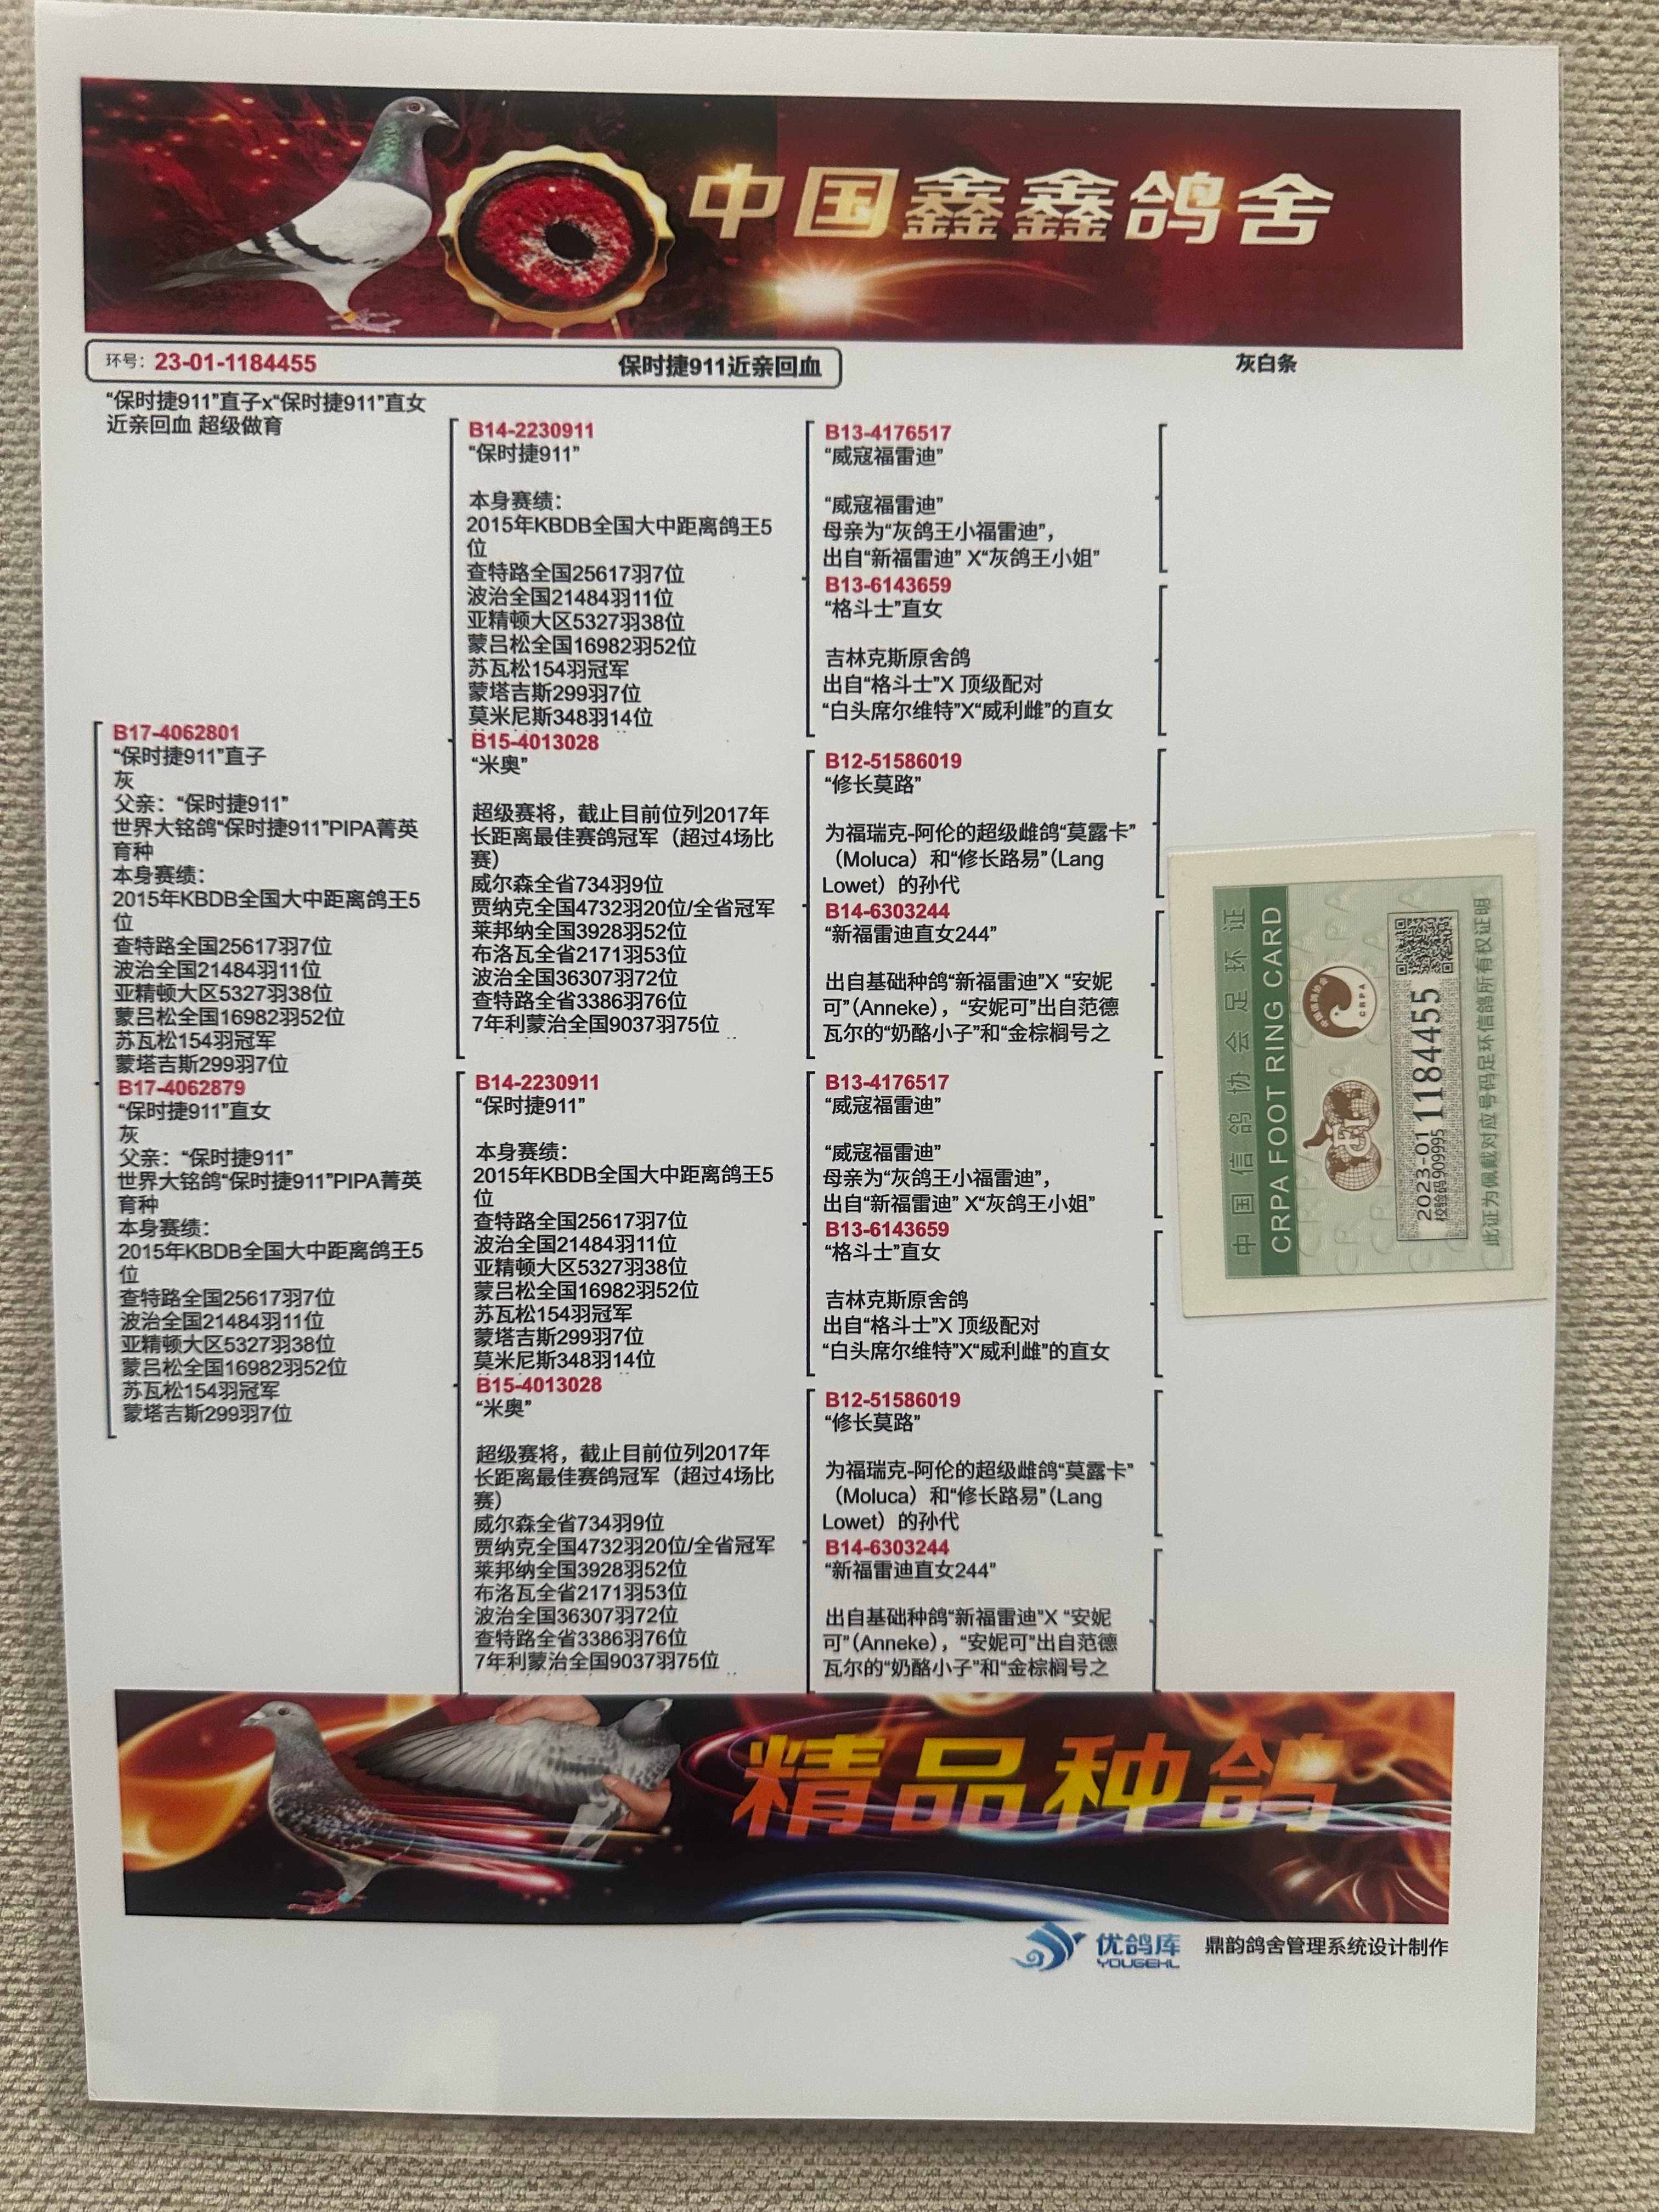 中国鑫鑫鸽舍
环号：23-01-1184455 保时捷911近亲回血 灰白条
“保时捷911”直子x“保时捷911”直女
近亲回血 超级做育
B17-4062801
“保时捷911”直子
灰
父亲：“保时捷911”
世界大铭鸽“保时捷911”PIPA菁英
育种
本身赛绩：
2015年KBDB全国大中距离鸽王5
位
查特路全国25617羽7位
波治全国21484羽11位
亚精顿大区5327羽38位
蒙吕松全国16982羽52位
苏瓦松154羽冠军
蒙塔吉斯299羽7位
B17-4062879
“保时捷911”直女
灰
父亲：“保时捷911”
世界大铭鸽“保时捷911”PIPA菁英
育种
本身赛绩：
2015年KBDB全国大中距离鸽王5
位
查特路全国25617羽7位
波治全国21484羽11位
亚精顿大区5327羽38位
蒙吕松全国16982羽52位
苏瓦松154羽冠军
蒙塔吉斯299羽7位
B14-2230911
“保时捷911”
本身赛绩：
2015年KBDB全国大中距离鸽王5
位
查特路全国25617羽7位
波治全国21484羽11位
亚精顿大区5327羽38位
蒙吕松全国16982羽52位
苏瓦松154羽冠军
蒙塔吉斯299羽7位
莫米尼斯348羽14位
B15-4013028
“米奥”
超级赛将，截止目前位列2017年
长距离最佳赛鸽冠军（超过4场比
赛）
威尔森全省734羽9位
贾纳克全国4732羽20位/全省冠军
莱邦纳全国3928羽52位
布洛瓦全省2171羽53位
波治全国36307羽72位
查特路全省3386羽76位
7年利蒙治全国9037羽75位
B14-2230911
“保时捷911”
本身赛绩：
2015年KBDB全国大中距离鸽王5
位
查特路全国25617羽7位
波治全国21484羽11位
亚精顿大区5327羽38位
蒙吕松全国16982羽52位
苏瓦松154羽冠军
蒙塔吉斯299羽7位
莫米尼斯348羽14位
B15-4013028
“米奥”
超级赛将，截止目前位列2017年
长距离最佳赛鸽冠军（超过4场比
赛）
威尔森全省734羽9位
贾纳克全国4732羽20位/全省冠军
莱邦纳全国3928羽52位
布洛瓦全省2171羽53位
波治全国36307羽72位
查特路全省3386羽76位
7年利蒙治全国9037羽75位
B13-4176517
“威寇福雷迪”
“威寇福雷迪”
母亲为“灰鸽王小福雷迪”，
出自“新福雷迪” X“灰鸽王小姐”
B13-6143659
“格斗士”直女
吉林克斯原舍鸽
出自“格斗士”X 顶级配对
“白头席尔维特”X“威利雌”的直女
B12-51586019
“修长莫路”
为福瑞克-阿伦的超级雌鸽“莫露卡”
（Moluca）和“修长路易”（Lang
Lowet）的孙代
B14-6303244
“新福雷迪直女244”
出自基础种鸽“新福雷迪”X “安妮
可”（Anneke），“安妮可”出自范德
瓦尔的“奶酪小子”和“金棕榈号之
B13-4176517
“威寇福雷迪”
“威寇福雷迪”
母亲为“灰鸽王小福雷迪”，
出自“新福雷迪” X“灰鸽王小姐”
B13-6143659
“格斗士”直女
吉林克斯原舍鸽
出自“格斗士”X 顶级配对
“白头席尔维特”X“威利雌”的直女
B12-51586019
“修长莫路”
为福瑞克-阿伦的超级雌鸽“莫露卡”
（Moluca）和“修长路易”（Lang
Lowet）的孙代
B14-6303244
“新福雷迪直女244”
出自基础种鸽“新福雷迪”X “安妮
可”（Anneke），“安妮可”出自范德
瓦尔的“奶酪小子”和“金棕榈号之
中国信鸽协会足环证
CRPA FOOT RING CARD
中国信鸽协会
CRPA
2023-01 1184455
校验码909995
此证为佩戴对应号码足环信鸽所有权证明
精品种鸽
优鸽库
YOUGEKU
鼎韵鸽舍管理系统设计制作